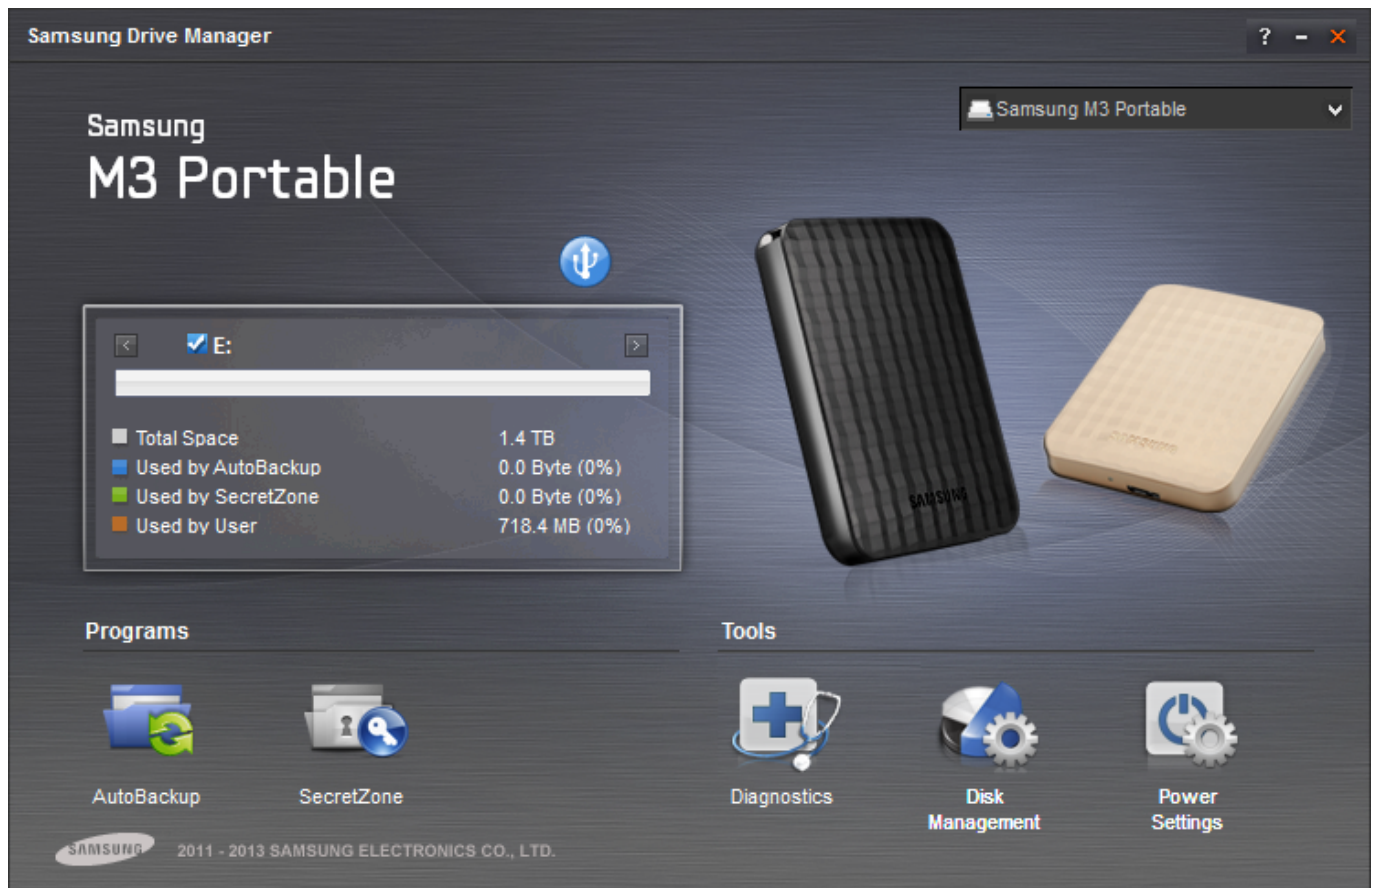 Samsung Drive Manager
? –
Samsung M3 Portable
Samsung
M3 Portable
E:
Total Space 1.4 TB
Used by AutoBackup 0.0 Byte (0%)
Used by SecretZone 0.0 Byte (0%)
Used by User 718.4 MB (0%)
SAMSUNG
SAMSUNG
Programs
Tools
AutoBackup
SecretZone
Diagnostics
Disk
Management
Power
Settings
SAMSUNG 2011 - 2013 SAMSUNG ELECTRONICS CO., LTD.